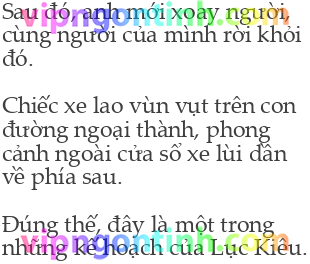 Sau đó, anh mới xoay người,
cùng người của mình rời khỏi
đó.
Chiếc xe lao vùn vụt trên con
đường ngoại thành, phong
cảnh ngoài cửa sổ xe lùi dần
về phía sau.
Đúng thế, đây là một trong
những kế hoạch của Lục Kiêu.
vipngontinh.com
vipngontinh.com